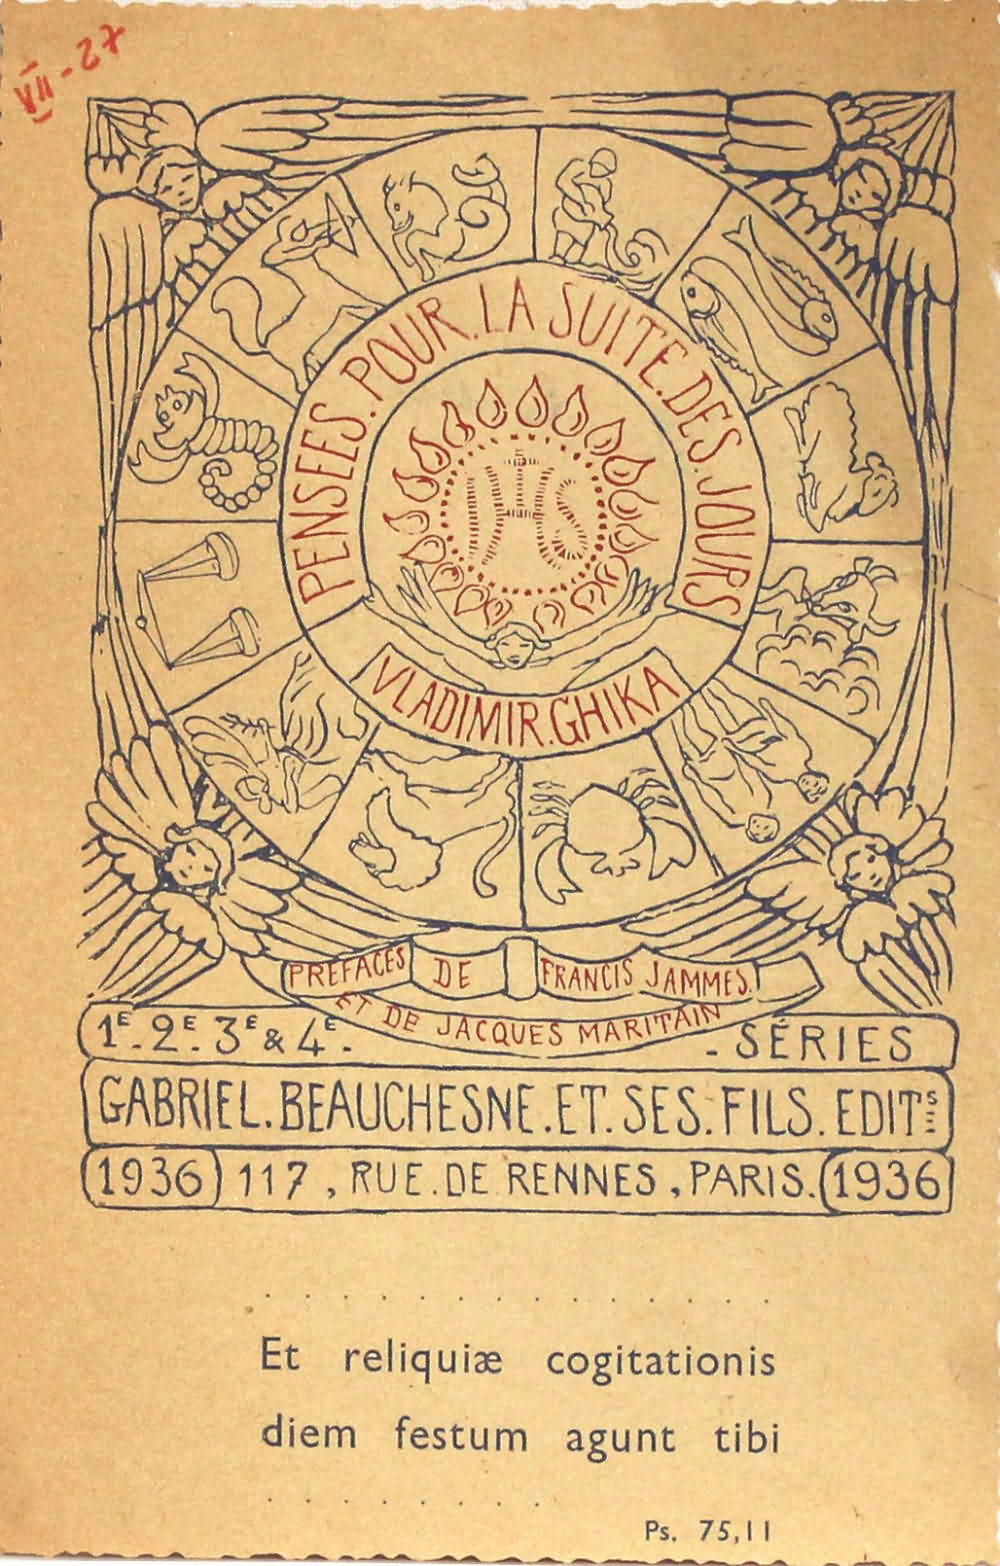 VII-27
PENSEES.POUR.LA SUITE.DES.JOURS
IHS
VLADIMIR.GHIKA
PREFACES DE FRANCIS JAMMES.
ET DE JACQUES MARITAIN
1E.2E.3E & 4E. - SÉRIES
GABRIEL.BEAUCHESNE.ET.SES.FILS.EDITS
1936 117, RUE.DE RENNES, PARIS. 1936
Et reliquiæ cogitationis
diem festum agunt tibi
Ps. 75,11